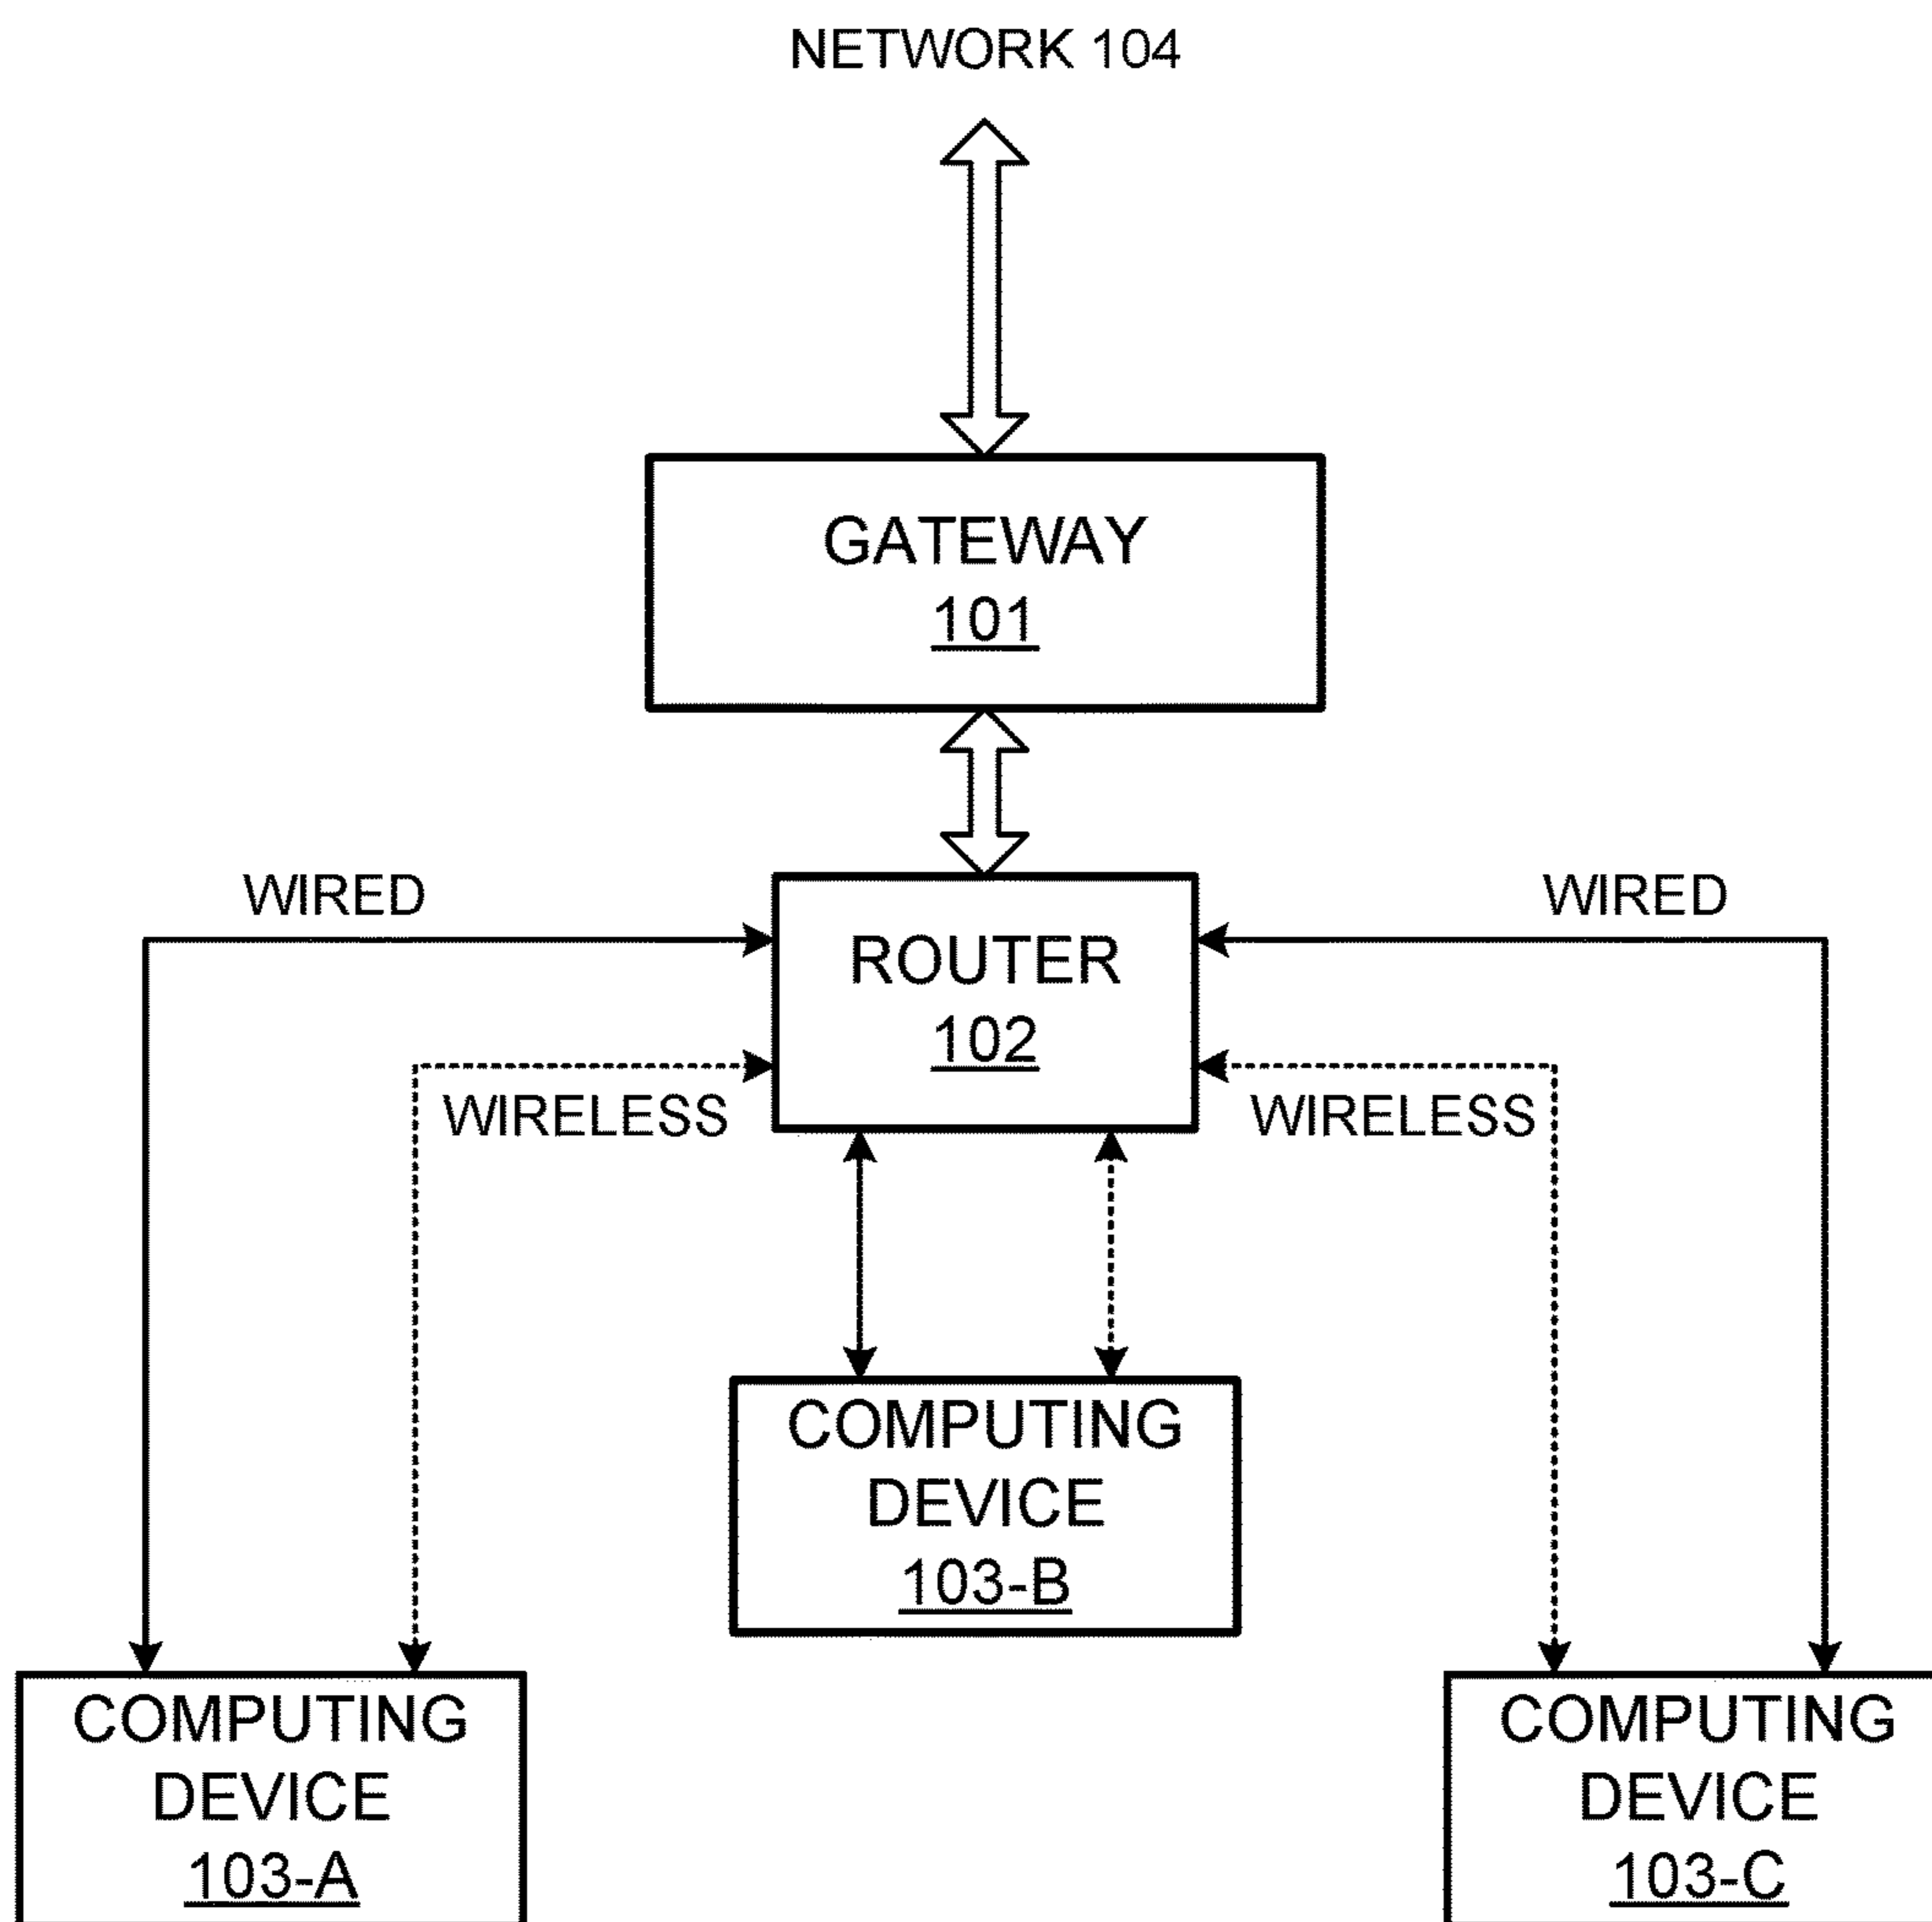 NETWORK 104
GATEWAY
101
WIRED
WIRED
ROUTER
102
WIRELESS
WIRELESS
COMPUTING
DEVICE
103-B
COMPUTING
DEVICE
103-A
COMPUTING
DEVICE
103-C